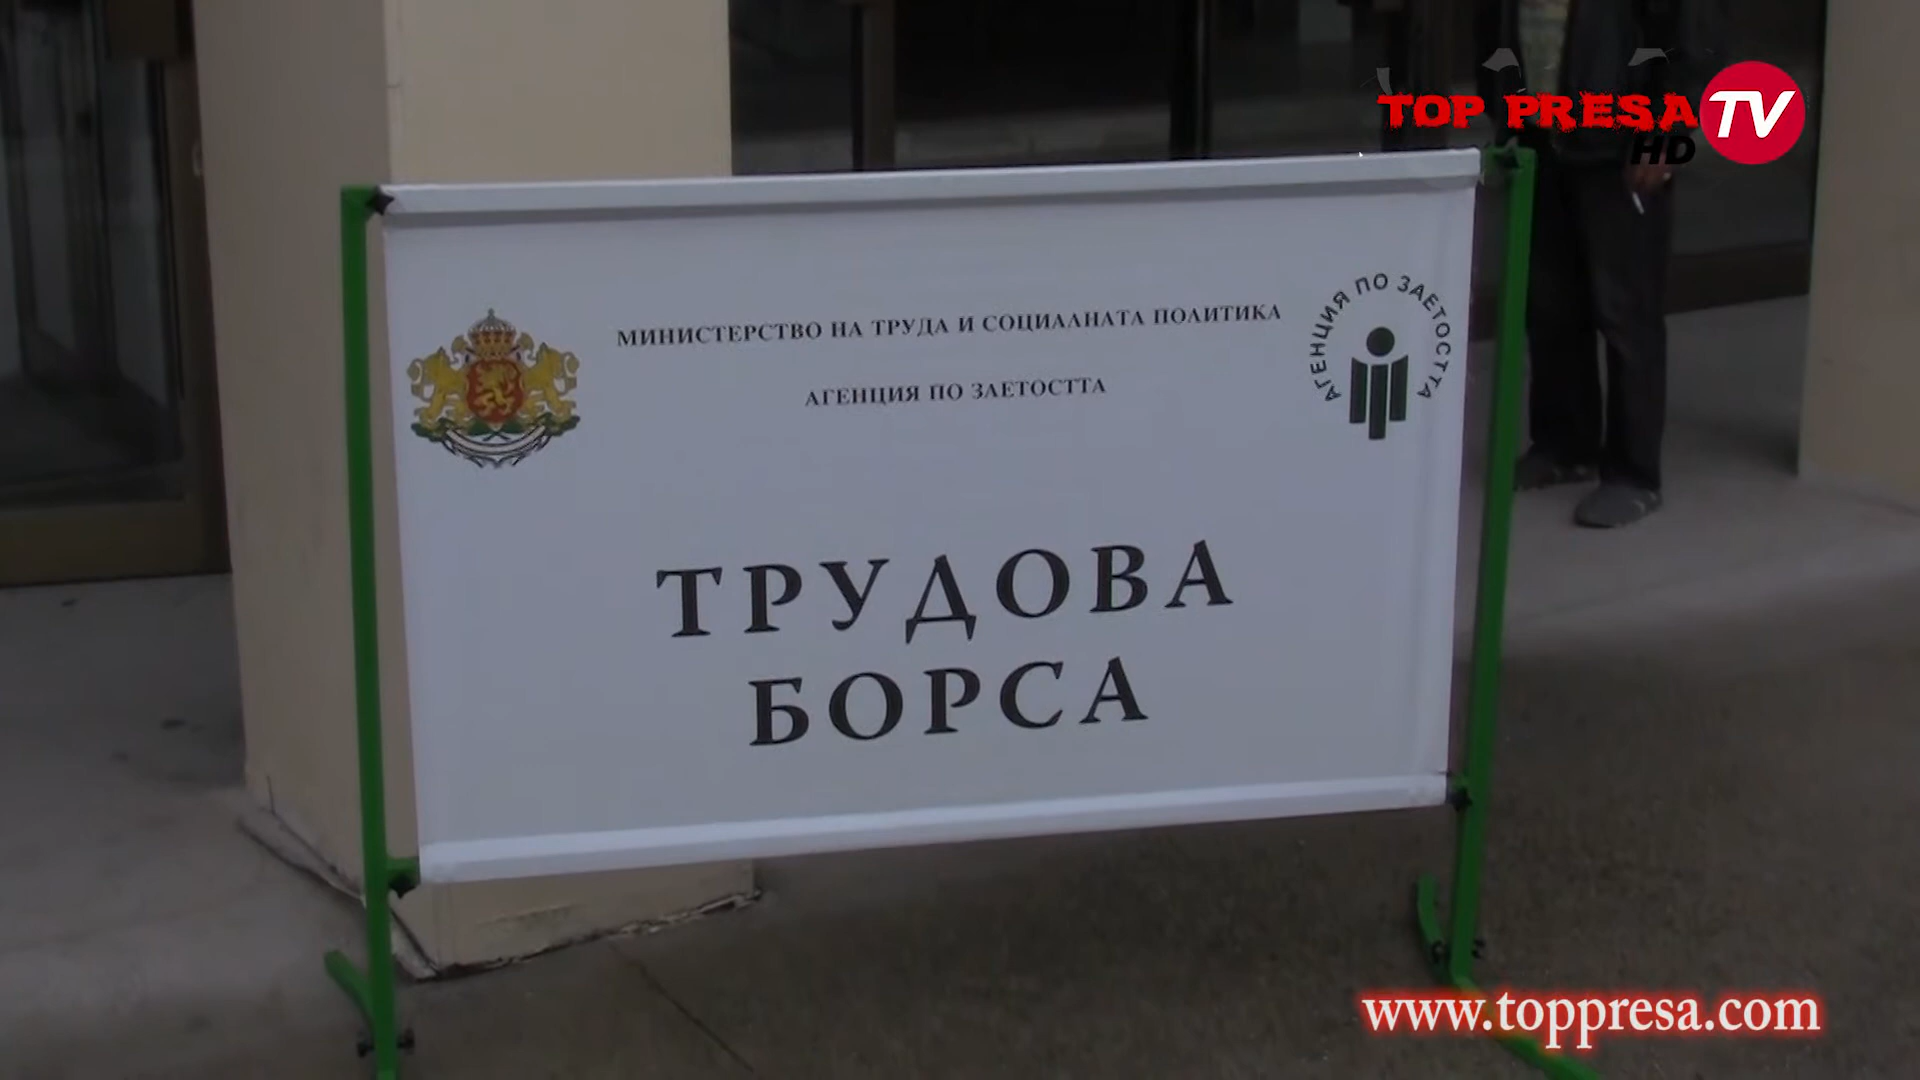 TOP PRESA TV
HD
МИНИСТЕРСТВО НА ТРУДА И СОЦИАЛНАТА ПОЛИТИКА
АГЕНЦИЯ ПО ЗАЕТОСТТА
АГЕНЦИЯ ПО ЗАЕТОСТТА
ТРУДОВА
БОРСА
www.toppresa.com